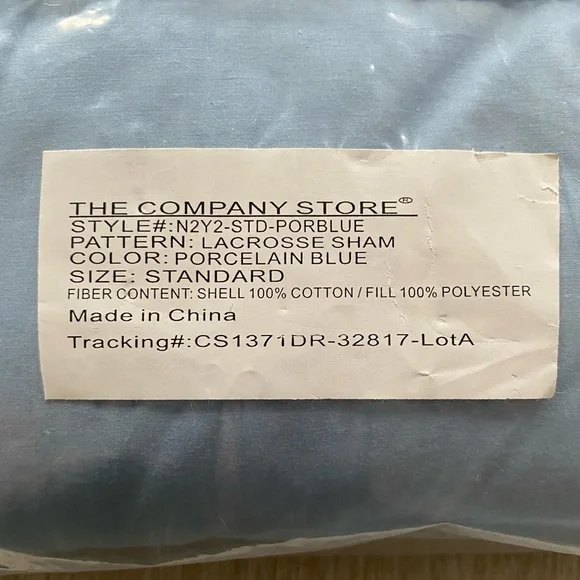 THE COMPANY STORE®
STYLE#:N2Y2-STD-PORBLUE
PATTERN: LACROSSE SHAM
COLOR: PORCELAIN BLUE
SIZE: STANDARD
FIBER CONTENT: SHELL 100% COTTON / FILL 100% POLYESTER
Made in China
Tracking#:CS1371DR-32817-LotA